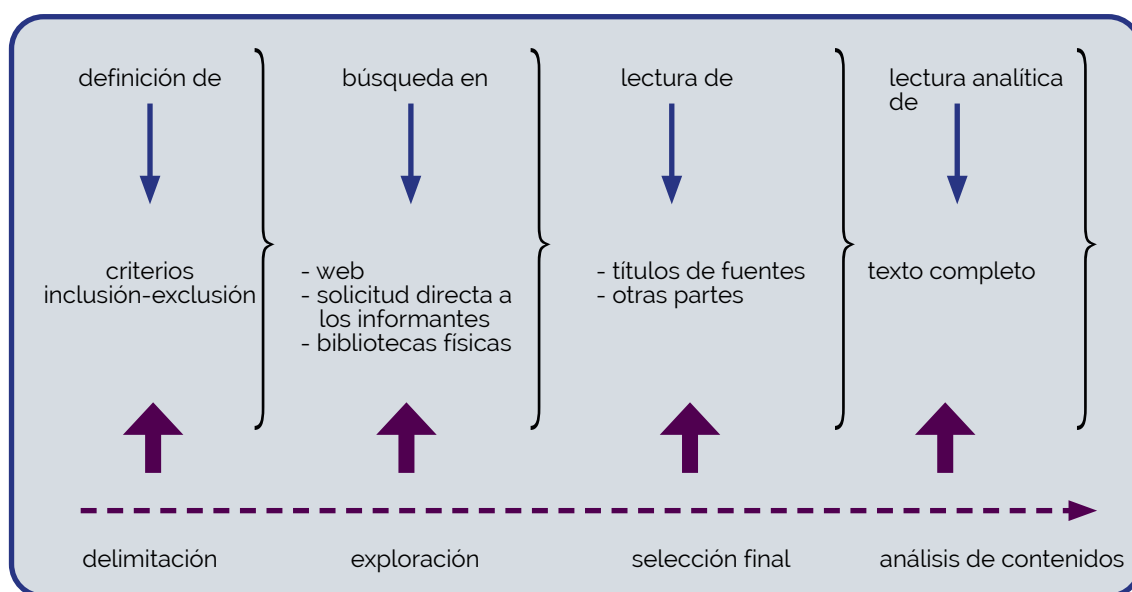 definición de
criterios
inclusión-exclusión
búsqueda en
- web
- solicitud directa a
los informantes
- bibliotecas físicas
lectura de
- títulos de fuentes
- otras partes
lectura analítica
de
texto completo
delimitación
exploración
selección final
análisis de contenidos